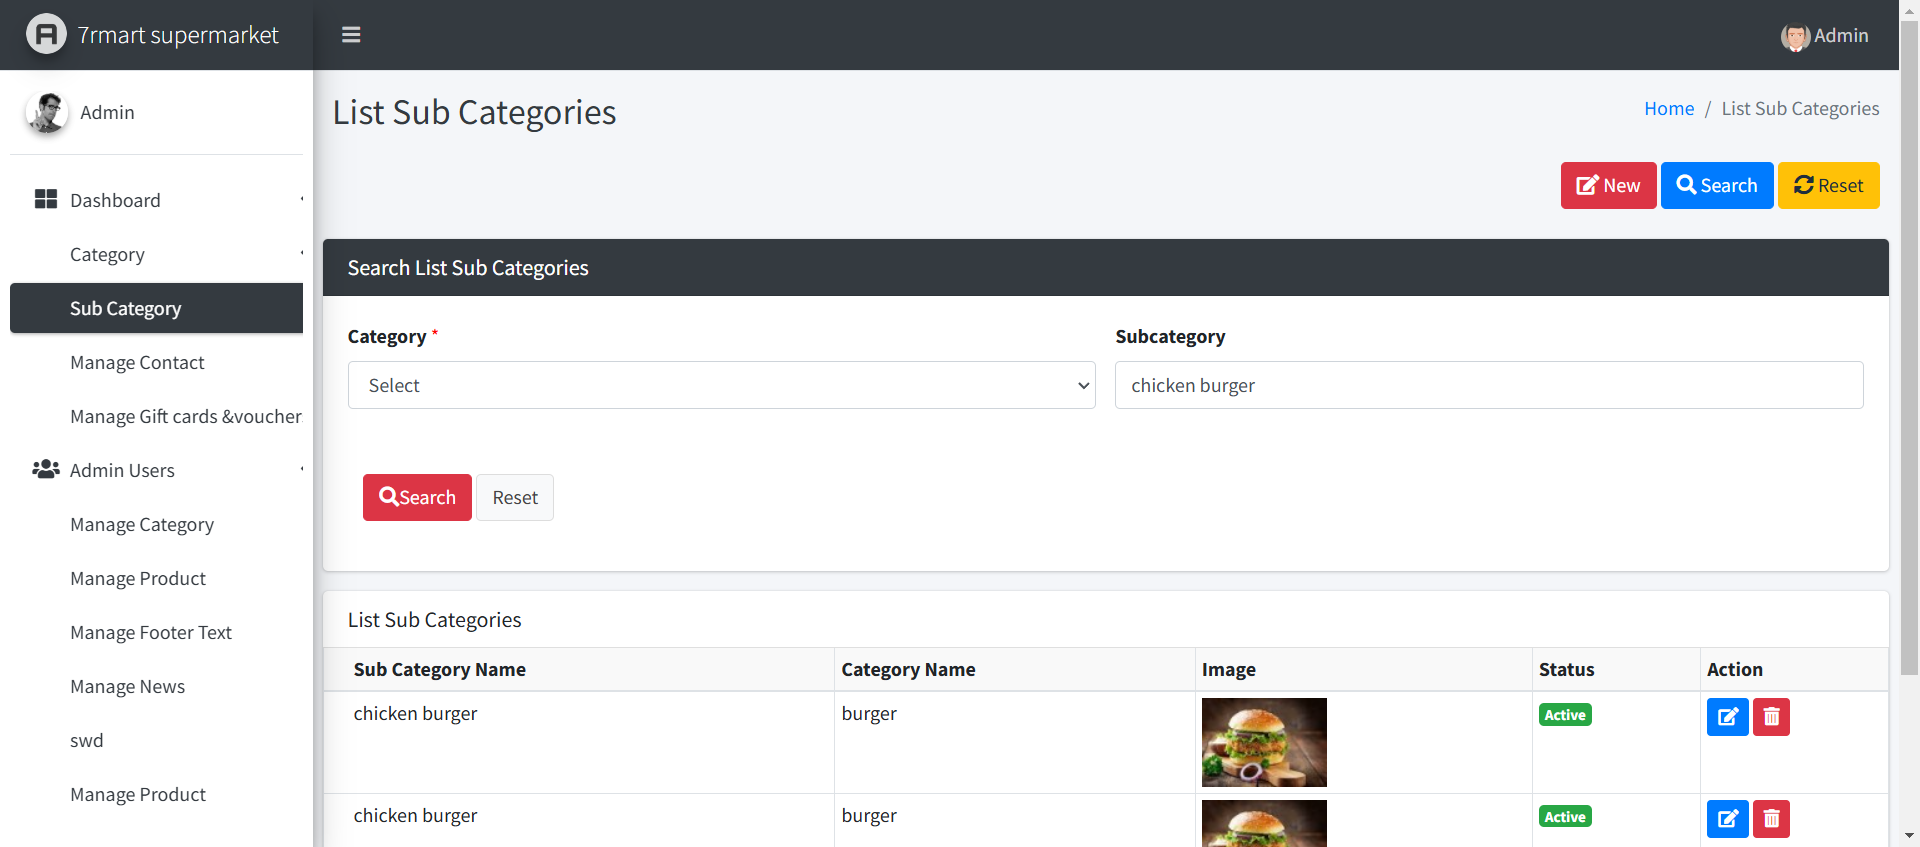 7rmart supermarket
Admin
Admin
Dashboard
Category
Sub Category
Manage Contact
Manage Gift cards &voucher
Admin Users
Manage Category
Manage Product
Manage Footer Text
Manage News
swd
Manage Product
List Sub Categories
Home / List Sub Categories
New Search Reset
Search List Sub Categories
Category * Subcategory
Select chicken burger
Search Reset
List Sub Categories
Sub Category Name Category Name Image Status Action
chicken burger burger Active
chicken burger burger Active